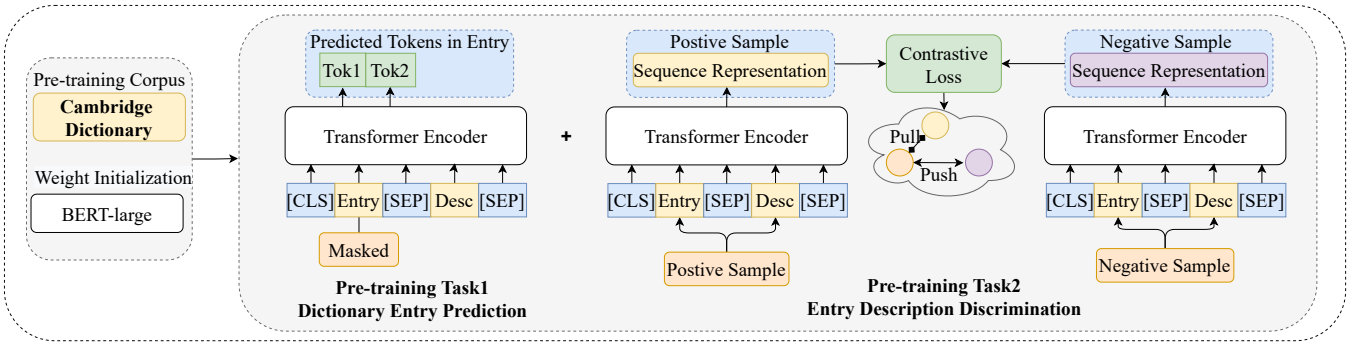 Pre-training Corpus
Cambridge
Dictionary
Weight Initialization
BERT-large
Predicted Tokens in Entry
Tok1 Tok2
Transformer Encoder
[CLS] Entry [SEP] Desc [SEP]
Masked
Pre-training Task1
Dictionary Entry Prediction
+
Postive Sample
Sequence Representation
Transformer Encoder
[CLS] Entry [SEP] Desc [SEP]
Postive Sample
Contrastive
Loss
Pull
Push
Negative Sample
Sequence Representation
Transformer Encoder
[CLS] Entry [SEP] Desc [SEP]
Negative Sample
Pre-training Task2
Entry Description Discrimination